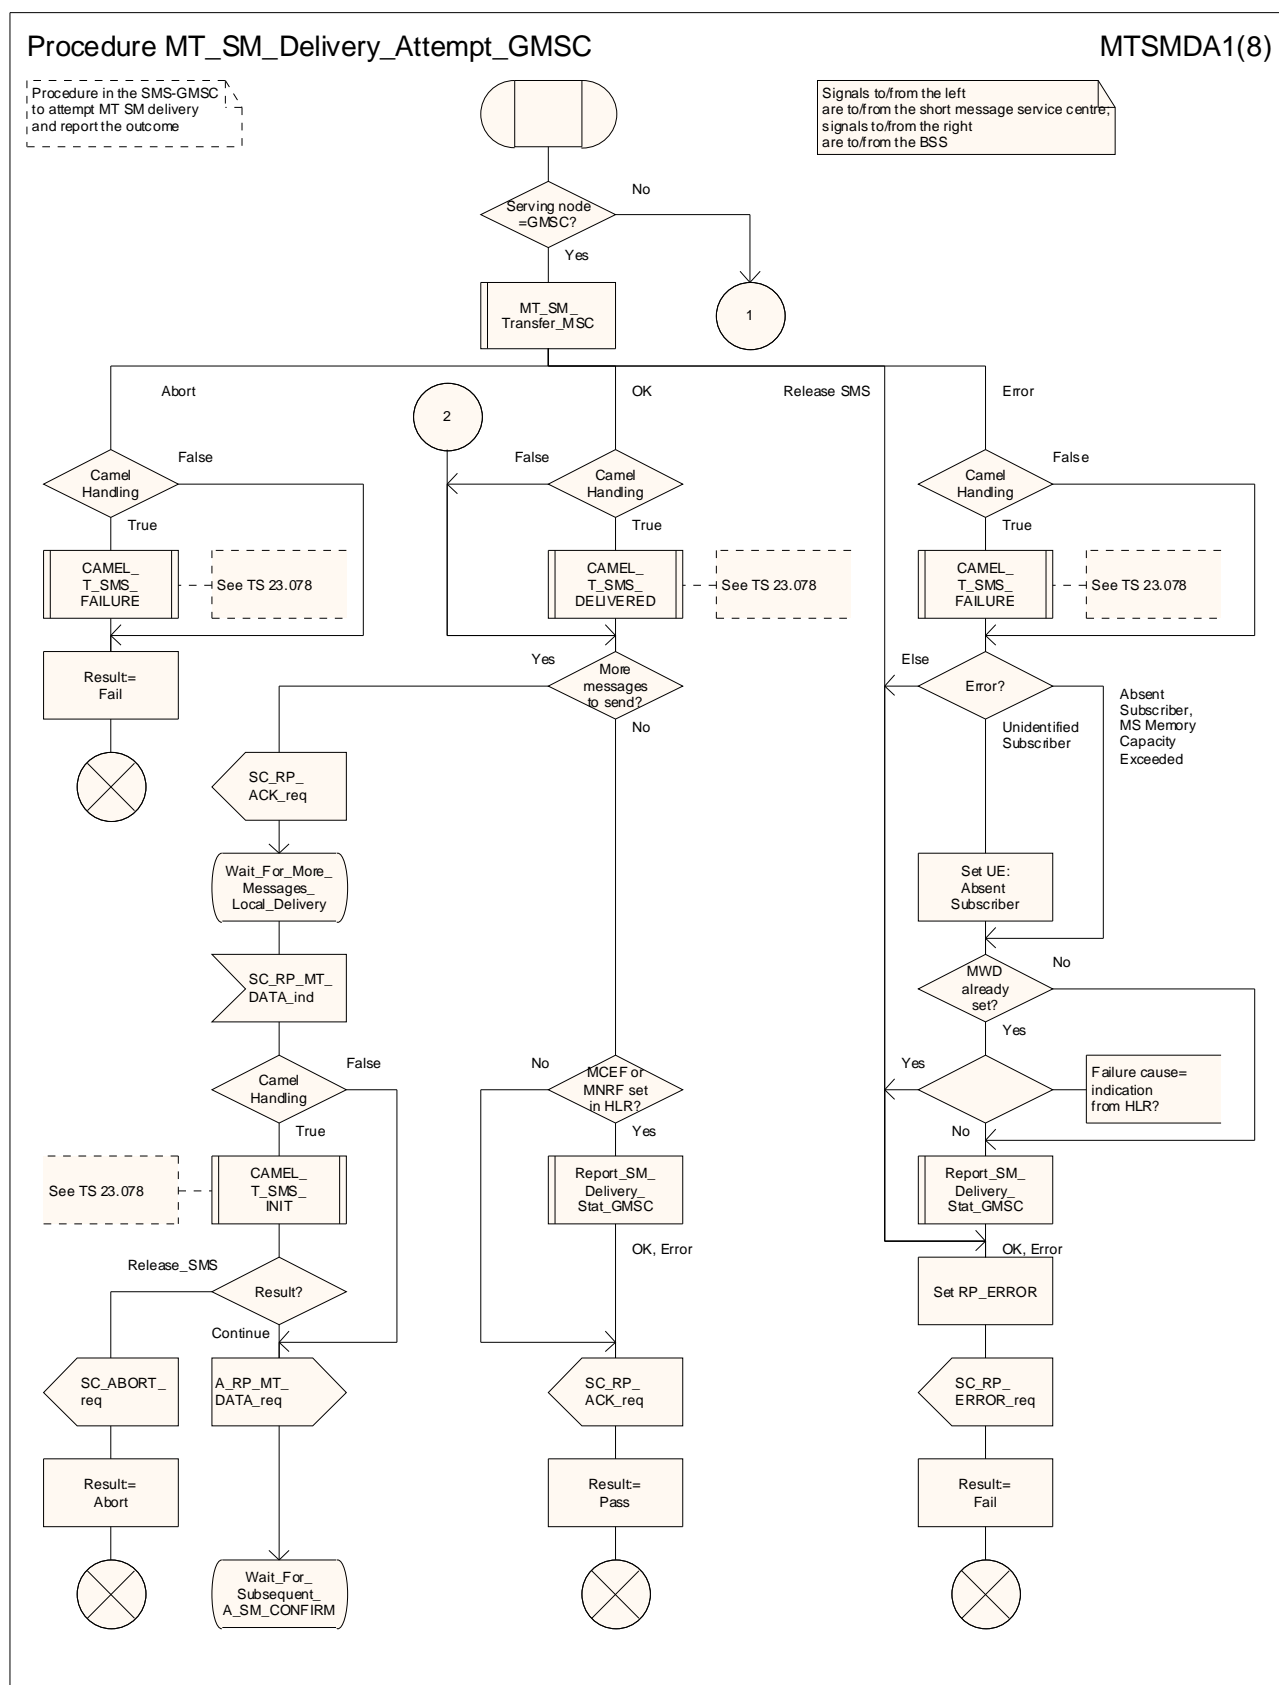 Procedure MT_SM_Delivery_Attempt_GMSC
MTSMDA1(8)
Procedure in the SMS-GMSC
to attempt MT SM delivery
and report the outcome
Signals to/from the left
are to/from the short message service centre;
signals to/from the right
are to/from the BSS
No
Serving node
=GMSC?
Yes
MT_SM_
Transfer_MSC
1
Abort
2
OK
Release SMS
Error
False
Camel
Handling
True
False
Camel
Handling
True
False
Camel
Handling
True
CAMEL_
T_SMS_
FAILURE
See TS 23.078
CAMEL_
T_SMS_
DELIVERED
See TS 23.078
CAMEL_
T_SMS_
FAILURE
See TS 23.078
Result:=
Fail
Yes
More
messages
to send?
No
Else
Error?
Unidentified
Subscriber
Absent
Subscriber,
MS Memory
Capacity
Exceeded
SC_RP_
ACK_req
Wait_For_More_
Messages_
Local_Delivery
Set UE:
Absent
Subscriber
SC_RP_MT_
DATA_ind
MWD
already
set?
No
Yes
False
Camel
Handling
True
No
MCEF or
MNRF set
in HLR?
Yes
Yes
Failure cause=
indication
from HLR?
No
See TS 23.078
CAMEL_
T_SMS_
INIT
Report_SM_
Delivery_
Stat_GMSC
Report_SM_
Delivery_
Stat_GMSC
OK, Error
OK, Error
Release_SMS
Result?
Continue
Set RP_ERROR
SC_ABORT_
req
A_RP_MT_
DATA_req
SC_RP_
ACK_req
SC_RP_
ERROR_req
Result:=
Abort
Result:=
Pass
Result:=
Fail
Wait_For_
Subsequent_
A_SM_CONFIRM